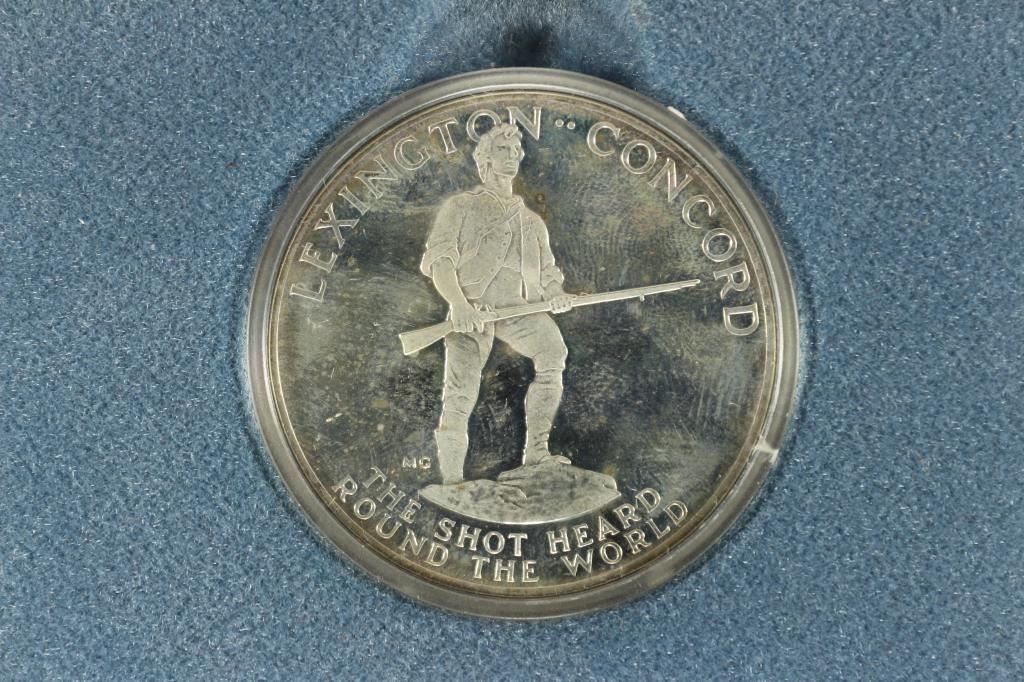 LEXINGTON ·· CONCORD
MC
THE SHOT HEARD
ROUND THE WORLD